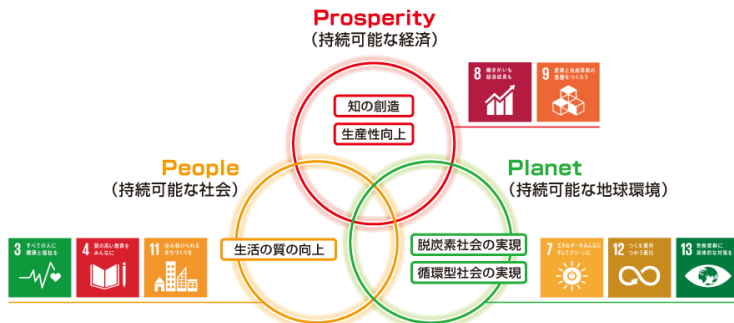 Prosperity
(持続可能な経済)
知の創造
生産性向上
8 働きがいも
経済成長も
9 産業と技術革新の
基盤をつくろう
People
(持続可能な社会)
Planet
(持続可能な地球環境)
3 すべての人に
健康と福祉を
4 質の高い教育を
みんなに
11 住み続けられる
まちづくりを
生活の質の向上
脱炭素社会の実現
循環型社会の実現
7 エネルギーをみんなに
そしてクリーンに
12 つくる責任
つかう責任
13 気候変動に
具体的な対策を